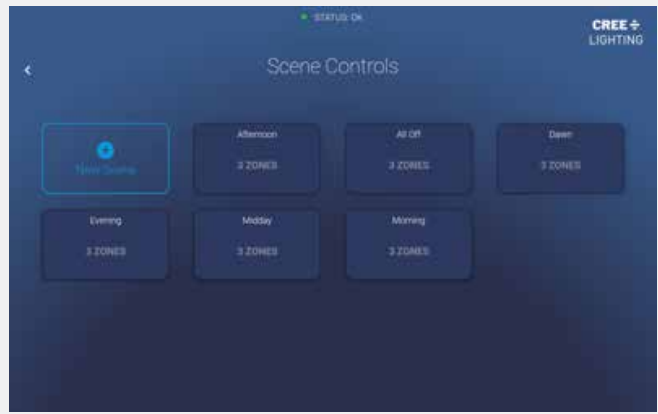 STATUS: OK
CREE÷
LIGHTING
Scene Controls
New Scene
Afternoon
3 ZONES
All Off
3 ZONES
Dawn
3 ZONES
Evening
3 ZONES
Midday
3 ZONES
Morning
3 ZONES